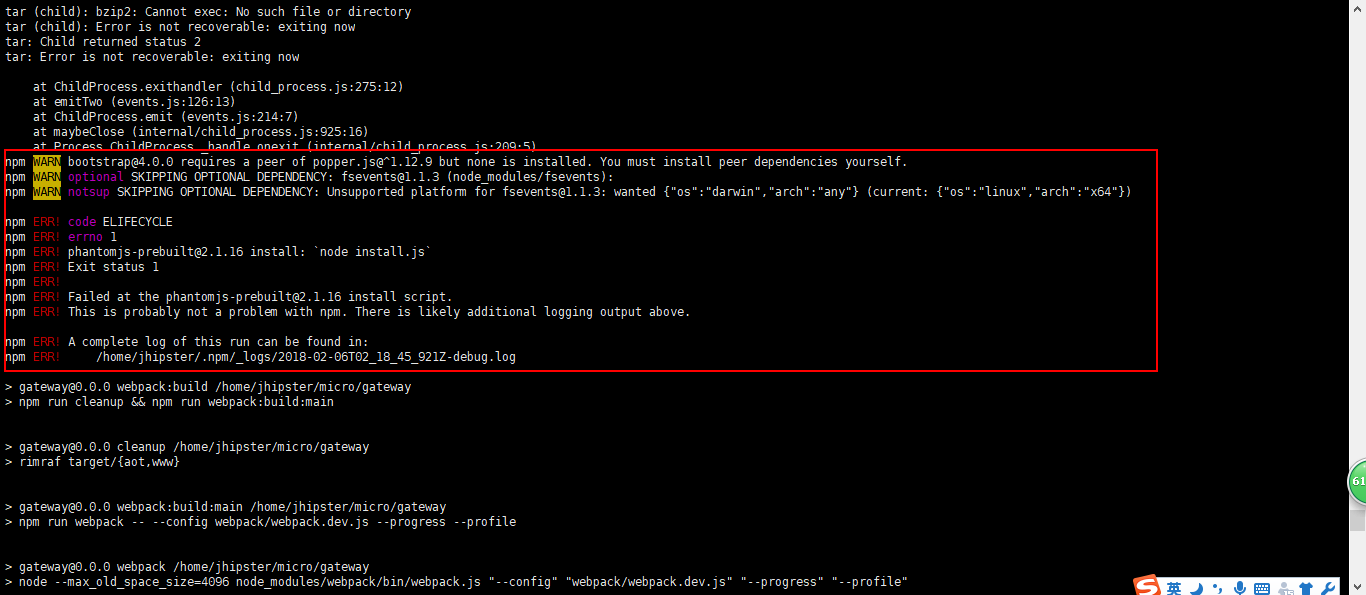 tar (child): bzip2: Cannot exec: No such file or directory
tar (child): Error is not recoverable: exiting now
tar: Child returned status 2
tar: Error is not recoverable: exiting now
at ChildProcess.exithandler (child_process.js:275:12)
at emitTwo (events.js:126:13)
at ChildProcess.emit (events.js:214:7)
at maybeClose (internal/child_process.js:925:16)
at Process.ChildProcess._handle.onexit (internal/child_process.js:209:5)
npm WARN bootstrap@4.0.0 requires a peer of popper.js@^1.12.9 but none is installed. You must install peer dependencies yourself.
npm WARN optional SKIPPING OPTIONAL DEPENDENCY: fsevents@1.1.3 (node_modules/fsevents):
npm WARN notsup SKIPPING OPTIONAL DEPENDENCY: Unsupported platform for fsevents@1.1.3: wanted {"os":"darwin","arch":"any"} (current: {"os":"linux","arch":"x64"})
npm ERR! code ELIFECYCLE
npm ERR! errno 1
npm ERR! phantomjs-prebuilt@2.1.16 install: `node install.js`
npm ERR! Exit status 1
npm ERR!
npm ERR! Failed at the phantomjs-prebuilt@2.1.16 install script.
npm ERR! This is probably not a problem with npm. There is likely additional logging output above.
npm ERR! A complete log of this run can be found in:
npm ERR!     /home/jhipster/.npm/_logs/2018-02-06T02_18_45_921Z-debug.log
> gateway@0.0.0 webpack:build /home/jhipster/micro/gateway
> npm run cleanup && npm run webpack:build:main
> gateway@0.0.0 cleanup /home/jhipster/micro/gateway
> rimraf target/{aot,www}
> gateway@0.0.0 webpack:build:main /home/jhipster/micro/gateway
> npm run webpack -- --config webpack/webpack.dev.js --progress --profile
> gateway@0.0.0 webpack /home/jhipster/micro/gateway
> node --max_old_space_size=4096 node_modules/webpack/bin/webpack.js "--config" "webpack/webpack.dev.js" "--progress" "--profile"
61
S 英